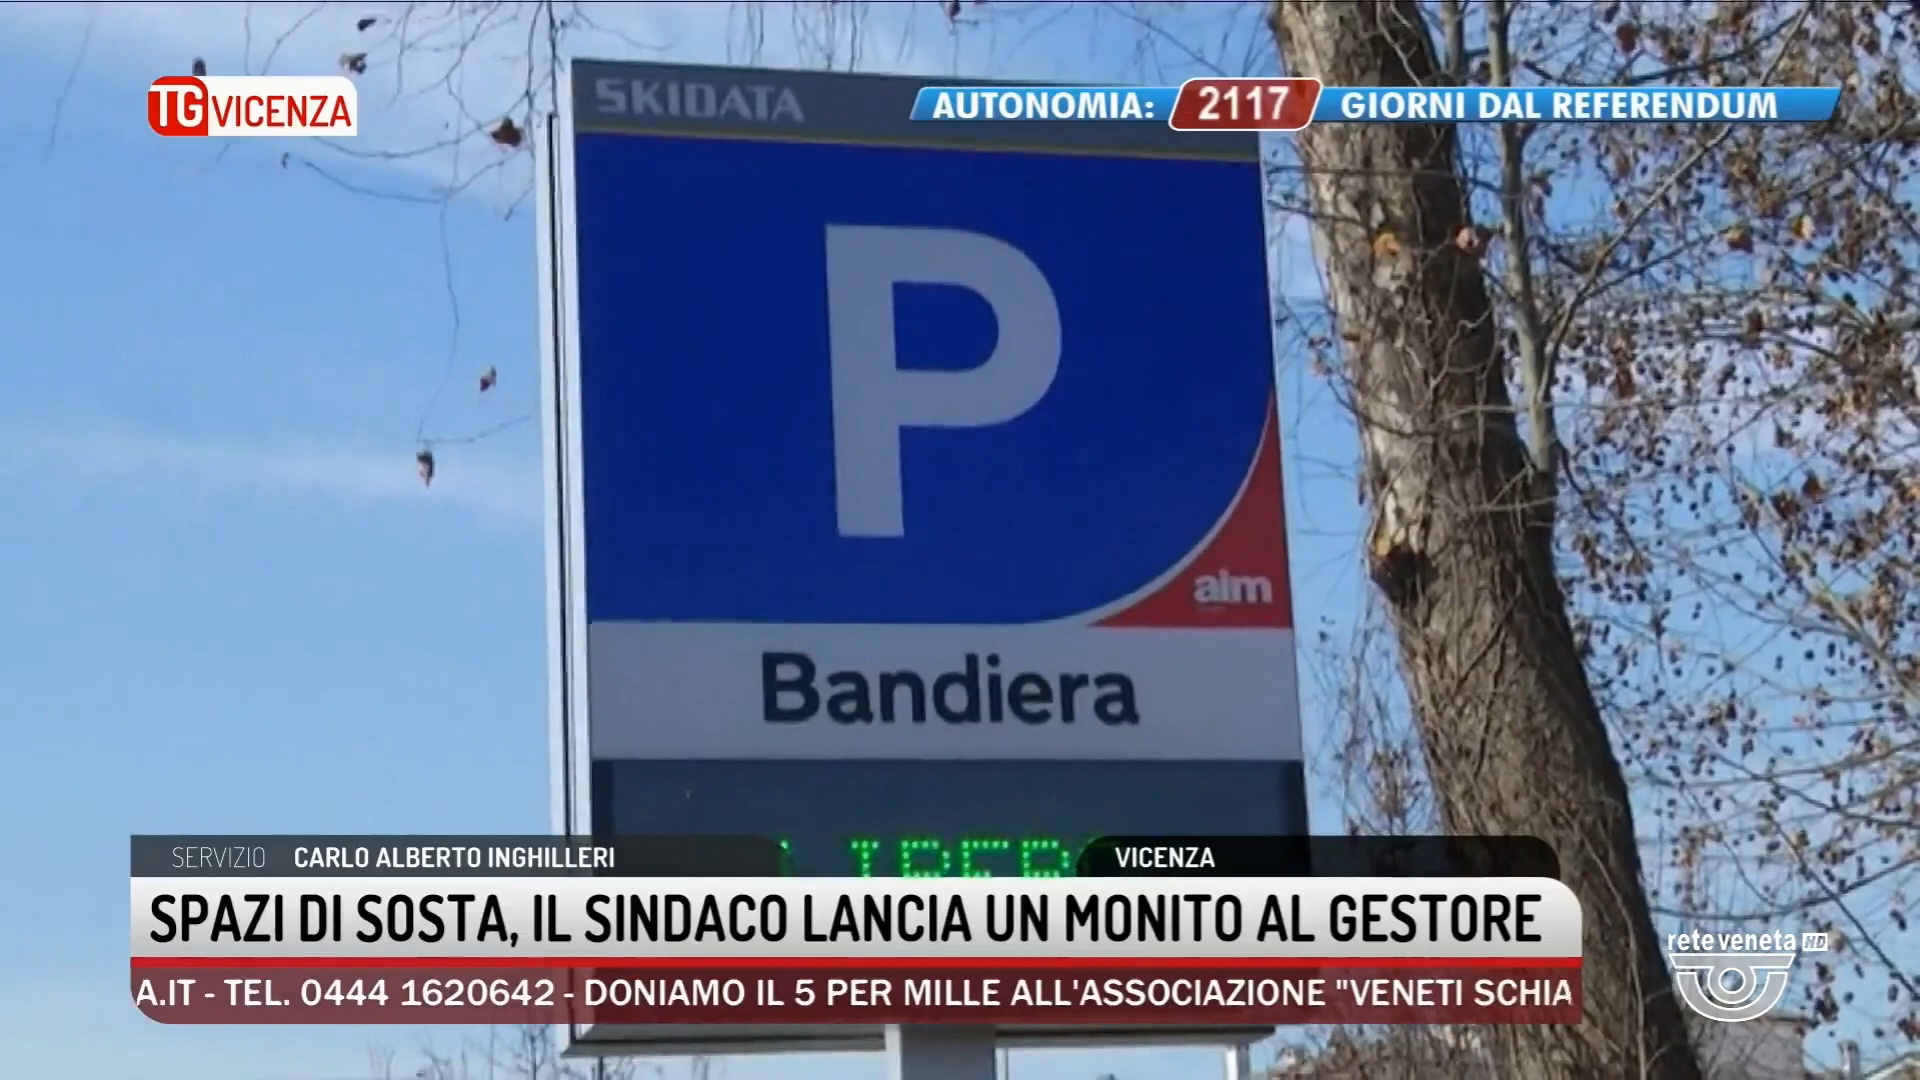 TG VICENZA
SKIDATA
AUTONOMIA: 2117 GIORNI DAL REFERENDUM
P
aim
Bandiera
SERVIZIO CARLO ALBERTO INGHILLERI
VICENZA
SPAZI DI SOSTA, IL SINDACO LANCIA UN MONITO AL GESTORE
A.IT - TEL. 0444 1620642 - DONIAMO IL 5 PER MILLE ALL'ASSOCIAZIONE "VENETI SCHIA
reteveneta HD